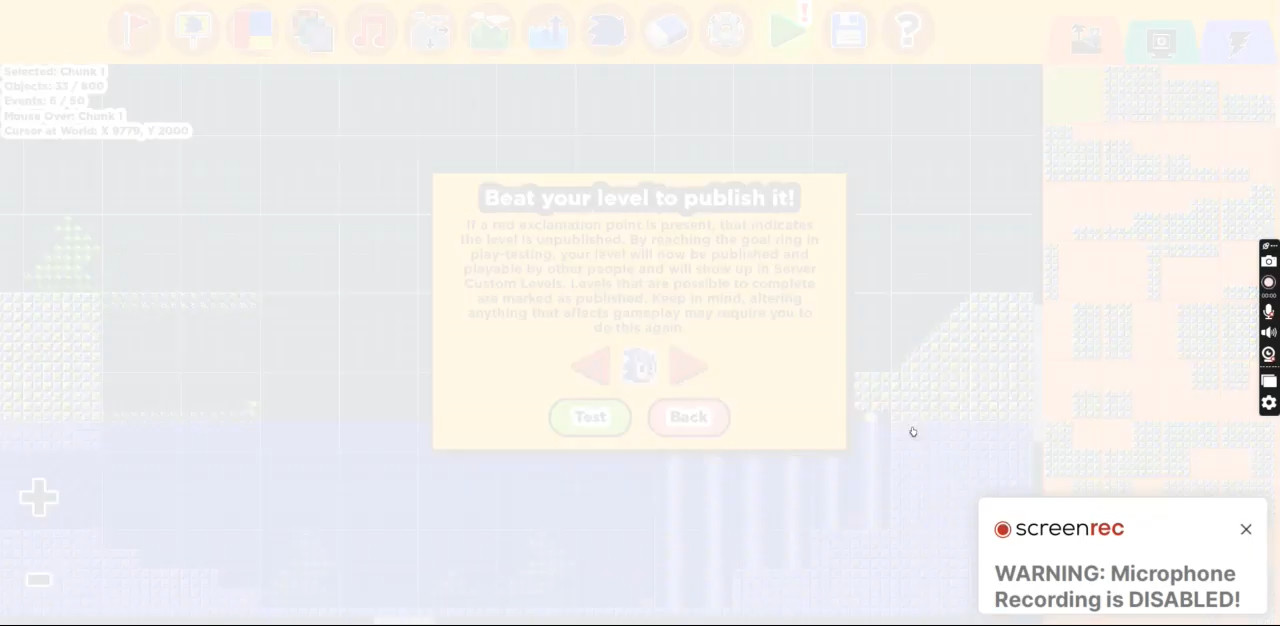 Selected: Chunk 1
Objects: 33 / 800
Events: 6 / 50
Mouse Over: Chunk 1
Cursor at World: X 9779, Y 2000
Beat your level to publish it!
If a red exclamation point is present, that indicates
the level is unpublished. By reaching the goal ring in
play-testing, your level will now be published and
playable by other people and will show up in Server
Custom Levels. Levels that are possible to complete
are marked as published. Keep in mind, altering
anything that affects gameplay may require you to
do this again.
Test
Back
00:00
screenrec
WARNING: Microphone
Recording is DISABLED!